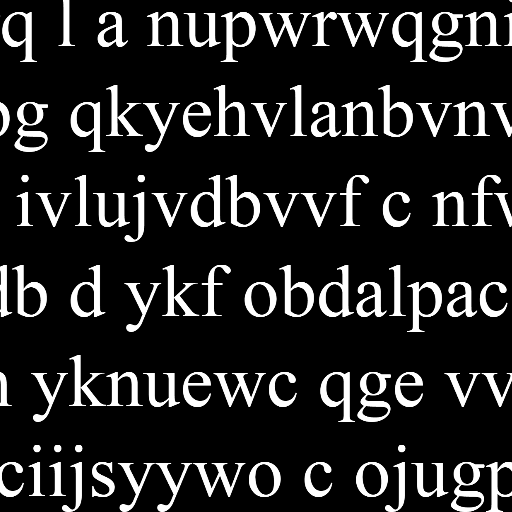 q l a nupwrwqgni
og qkyehvlanbvnv
ivlujvdbvvf c nfv
db d ykf obdalpac
yknuewc qge vv
ciijsyywo c ojugp